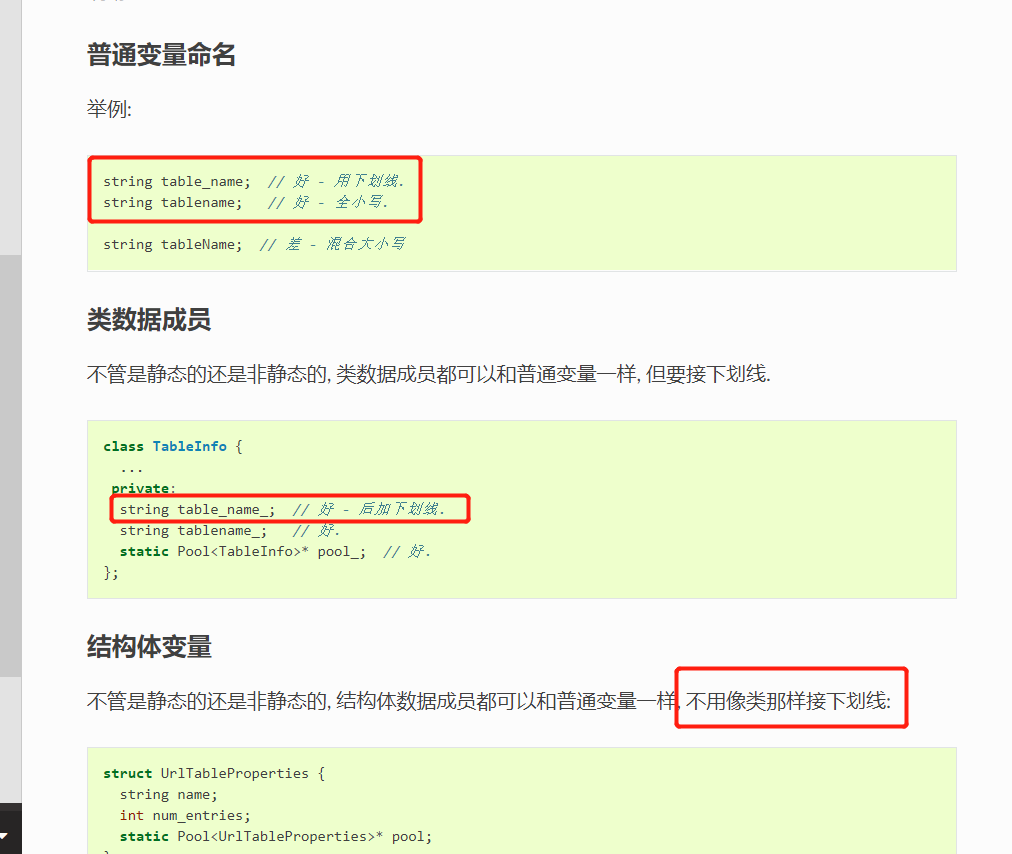 普通变量命名
举例:
string table_name;  // 好 - 用下划线.
string tablename;   // 好 - 全小写.
string tableName;  // 差 - 混合大小写
类数据成员
不管是静态的还是非静态的, 类数据成员都可以和普通变量一样, 但要接下划线.
class TableInfo {
  ...
 private:
  string table_name_;  // 好 - 后加下划线.
  string tablename_;   // 好.
  static Pool<TableInfo>* pool_;  // 好.
};
结构体变量
不管是静态的还是非静态的, 结构体数据成员都可以和普通变量一样, 不用像类那样接下划线:
struct UrlTableProperties {
  string name;
  int num_entries;
  static Pool<UrlTableProperties>* pool;